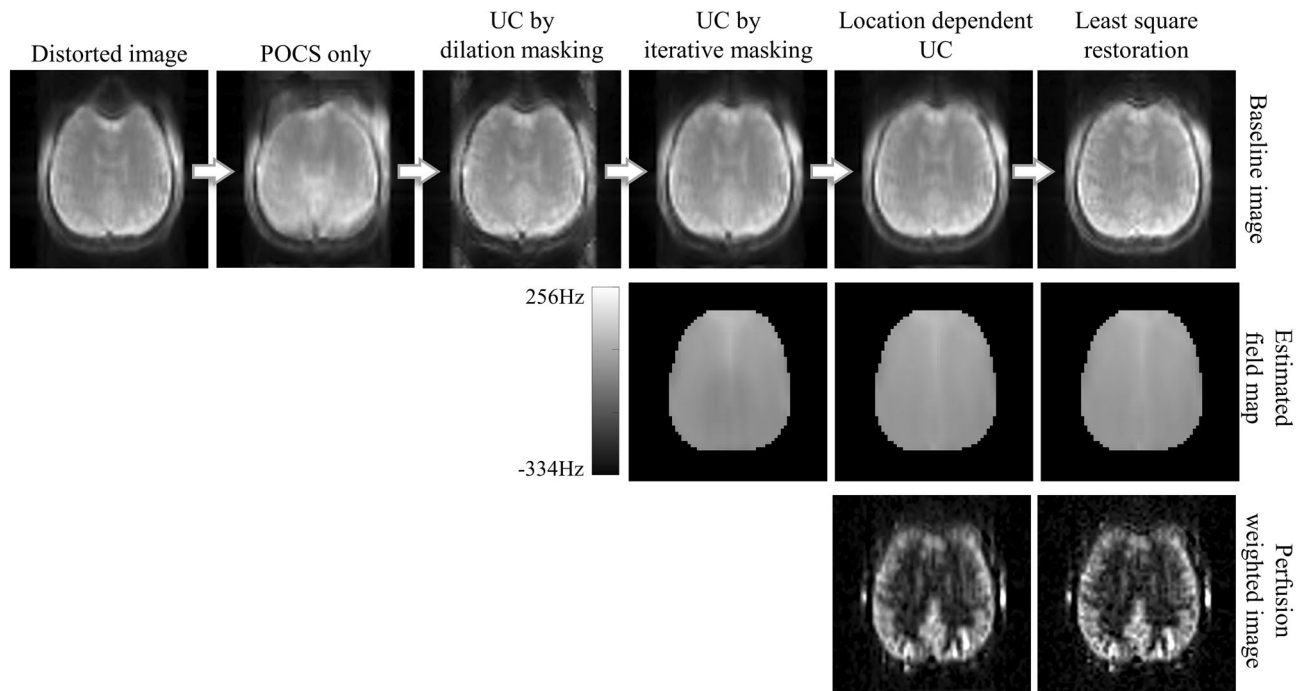 Distorted image
POCS only
UC by
dilation masking
UC by
iterative masking
Location dependent
UC
Least square
restoration
Baseline image
256Hz
-334Hz
Estimated
field map
Perfusion
weighted image